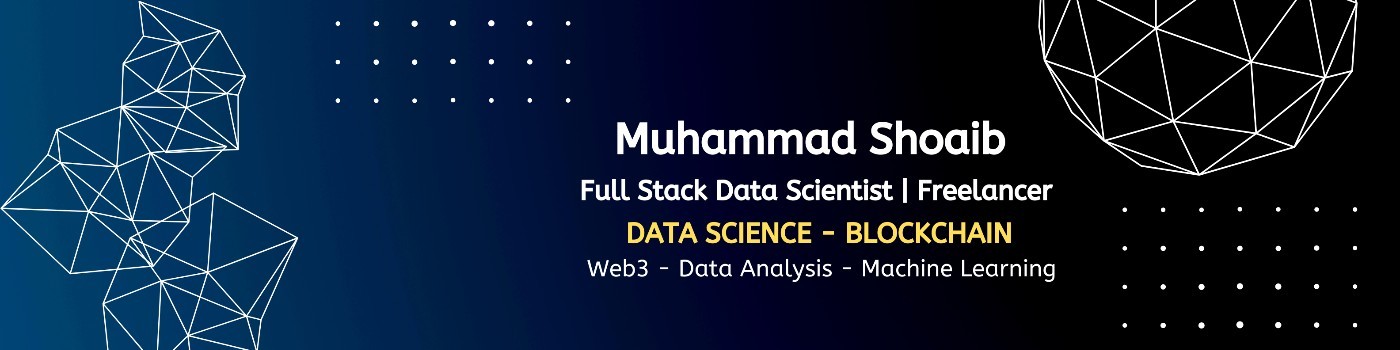 Muhammad Shoaib
Full Stack Data Scientist | Freelancer
DATA SCIENCE - BLOCKCHAIN
Web3 - Data Analysis - Machine Learning